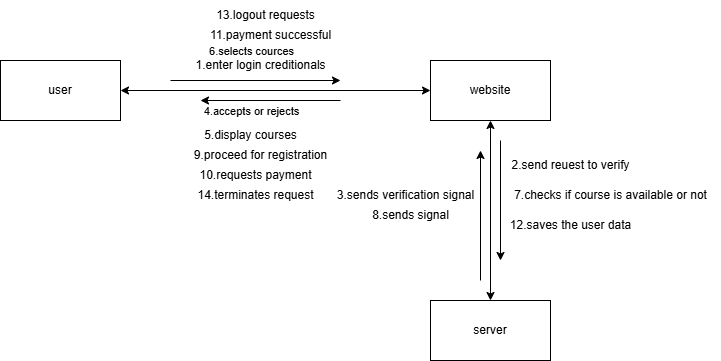 13.logout requests
11.payment successful
6.selects cources
1.enter login creditionals
user
website
4.accepts or rejects
5.display courses
9.proceed for registration
10.requests payment
14.terminates request
2.send reuest to verify
3.sends verification signal
7.checks if course is available or not
8.sends signal
12.saves the user data
server